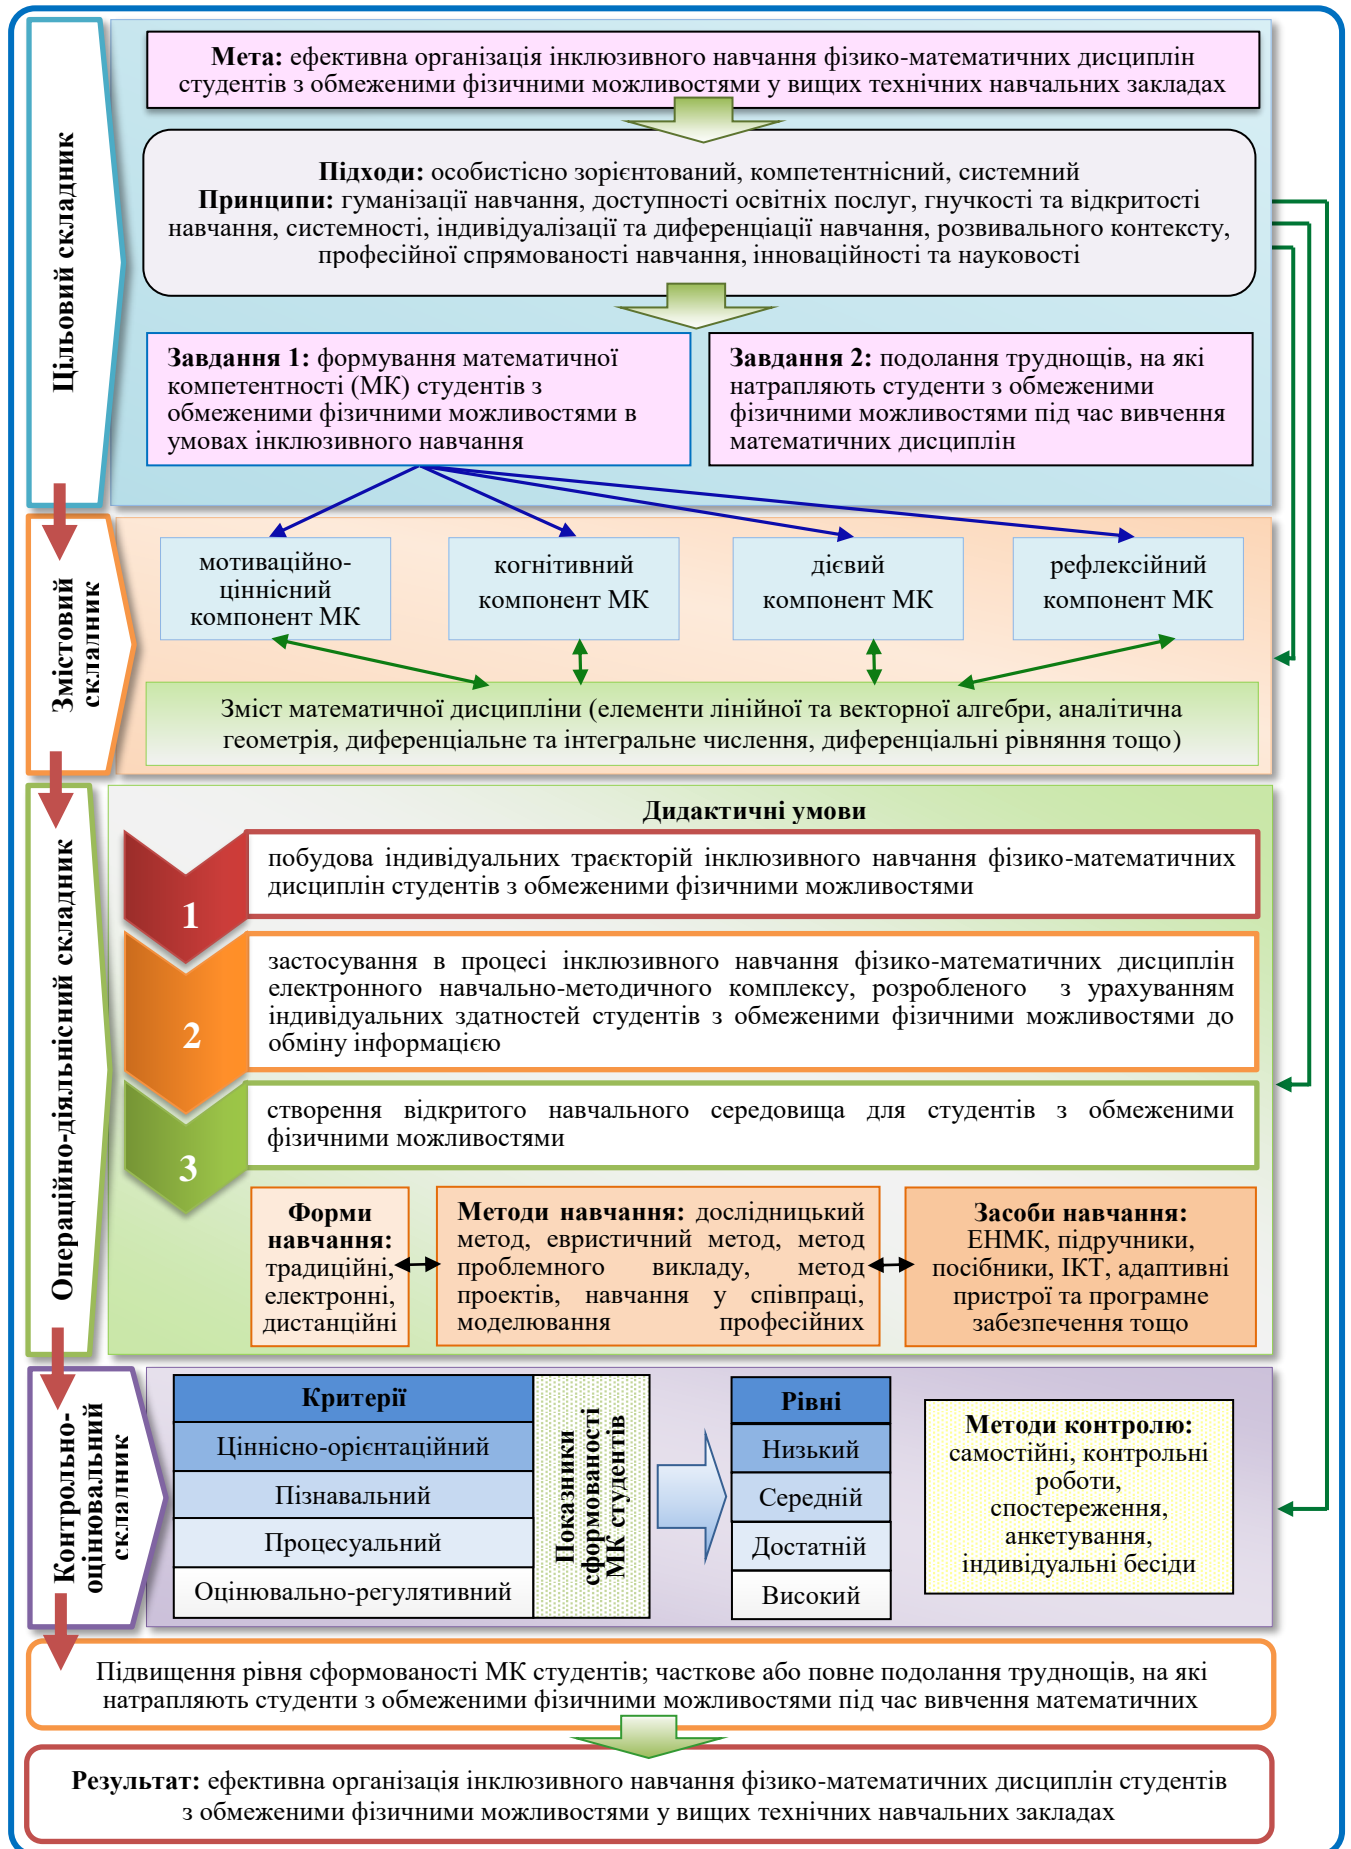 Цільовий складник
Мета: ефективна організація інклюзивного навчання фізико-математичних дисциплін
студентів з обмеженими фізичними можливостями у вищих технічних навчальних закладах
Підходи: особистісно зорієнтований, компетентнісний, системний
Принципи: гуманізації навчання, доступності освітніх послуг, гнучкості та відкритості
навчання, системності, індивідуалізації та диференціації навчання, розвивального контексту,
професійної спрямованості навчання, інноваційності та науковості
Завдання 1: формування математичної
компетентності (МК) студентів з
обмеженими фізичними можливостями в
умовах інклюзивного навчання
Завдання 2: подолання труднощів, на які
натрапляють студенти з обмеженими
фізичними можливостями під час вивчення
математичних дисциплін
Змістовий
складник
мотиваційно-
ціннісний
компонент МК
когнітивний
компонент МК
дієвий
компонент МК
рефлексійний
компонент МК
Зміст математичної дисципліни (елементи лінійної та векторної алгебри, аналітична
геометрія, диференціальне та інтегральне числення, диференціальні рівняння тощо)
Операційно-діяльнісний складник
Дидактичні умови
1
побудова індивідуальних траєкторій інклюзивного навчання фізико-математичних
дисциплін студентів з обмеженими фізичними можливостями
2
застосування в процесі інклюзивного навчання фізико-математичних дисциплін
електронного навчально-методичного комплексу, розробленого з урахуванням
індивідуальних здатностей студентів з обмеженими фізичними можливостями до
обміну інформацією
3
створення відкритого навчального середовища для студентів з обмеженими
фізичними можливостями
Форми
навчання:
традиційні,
електронні,
дистанційні
Методи навчання: дослідницький
метод, евристичний метод, метод
проблемного викладу, метод
проектів, навчання у співпраці,
моделювання професійних
Засоби навчання:
ЕНМК, підручники,
посібники, ІКТ, адаптивні
пристрої та програмне
забезпечення тощо
Контрольно-
оцінювальний
складник
Критерії
Ціннісно-орієнтаційний
Пізнавальний
Процесуальний
Оцінювально-регулятивний
Показники
сформованості
МК студентів
Рівні
Низький
Середній
Достатній
Високий
Методи контролю:
самостійні, контрольні
роботи,
спостереження,
анкетування,
індивідуальні бесіди
Підвищення рівня сформованості МК студентів; часткове або повне подолання труднощів, на які
натрапляють студенти з обмеженими фізичними можливостями під час вивчення математичних
Результат: ефективна організація інклюзивного навчання фізико-математичних дисциплін студентів
з обмеженими фізичними можливостями у вищих технічних навчальних закладах